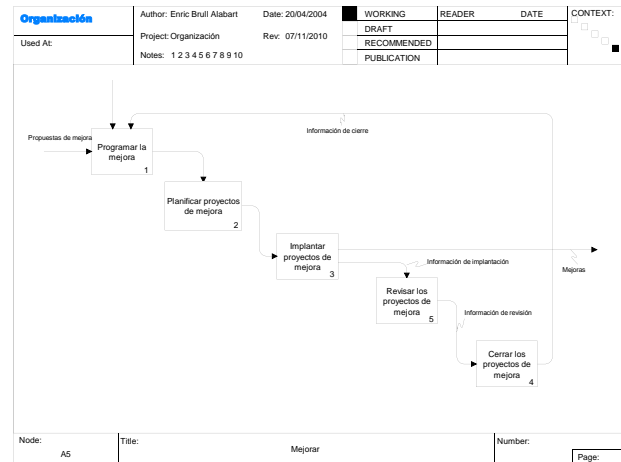 Organización
Used At:
Author: Enric Brull Alabart
Date: 20/04/2004
Project: Organización
Rev: 07/11/2010
Notes: 1 2 3 4 5 6 7 8 9 10
WORKING
READER
DATE
CONTEXT:
DRAFT
RECOMMENDED
PUBLICATION
Información de cierre
Propuestas de mejora
Programar la
mejora
1
Planificar proyectos
de mejora
2
Implantar
proyectos de
mejora
3
Información de implantación
Mejoras
Revisar los
proyectos de
mejora
5
Información de revisión
Cerrar los
proyectos de
mejora
4
Node:
A5
Title:
Mejorar
Number:
Page: